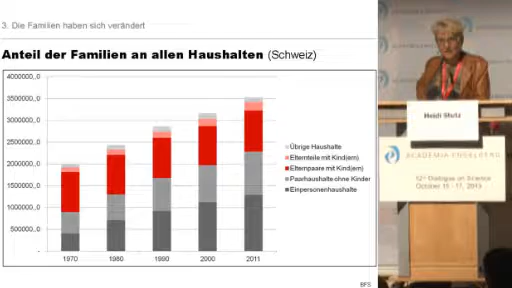 3. Die Familien haben sich verändert
Anteil der Familien an allen Haushalten (Schweiz)
4000000,0
3500000,0
3000000,0
2500000,0
2000000,0
1500000,0
1000000,0
500000,0
-
1970
1980
1990
2000
2011
Übrige Haushalte
Elternteile mit Kind(ern)
Elternpaare mit Kind(ern)
Paarhaushalte ohne Kinder
Einpersonenhaushalte
BFS
Heidi Stutz
ACADEMIA ENGELBERG
12th Dialogue on Science
October 15 - 17, 2013